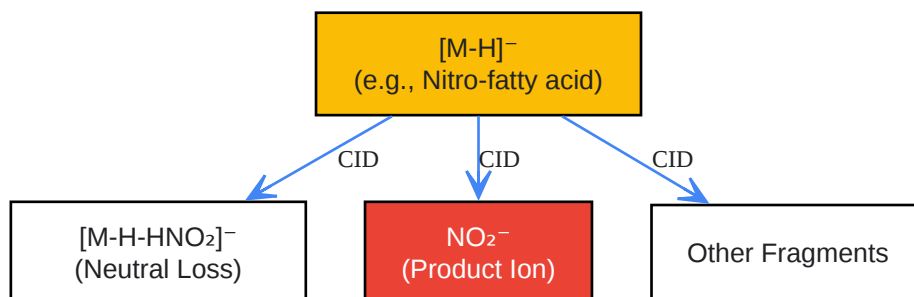 [M-H]⁻
(e.g., Nitro-fatty acid)
CID CID CID
[M-H-HNO₂]⁻
(Neutral Loss)
NO₂⁻
(Product Ion)
Other Fragments